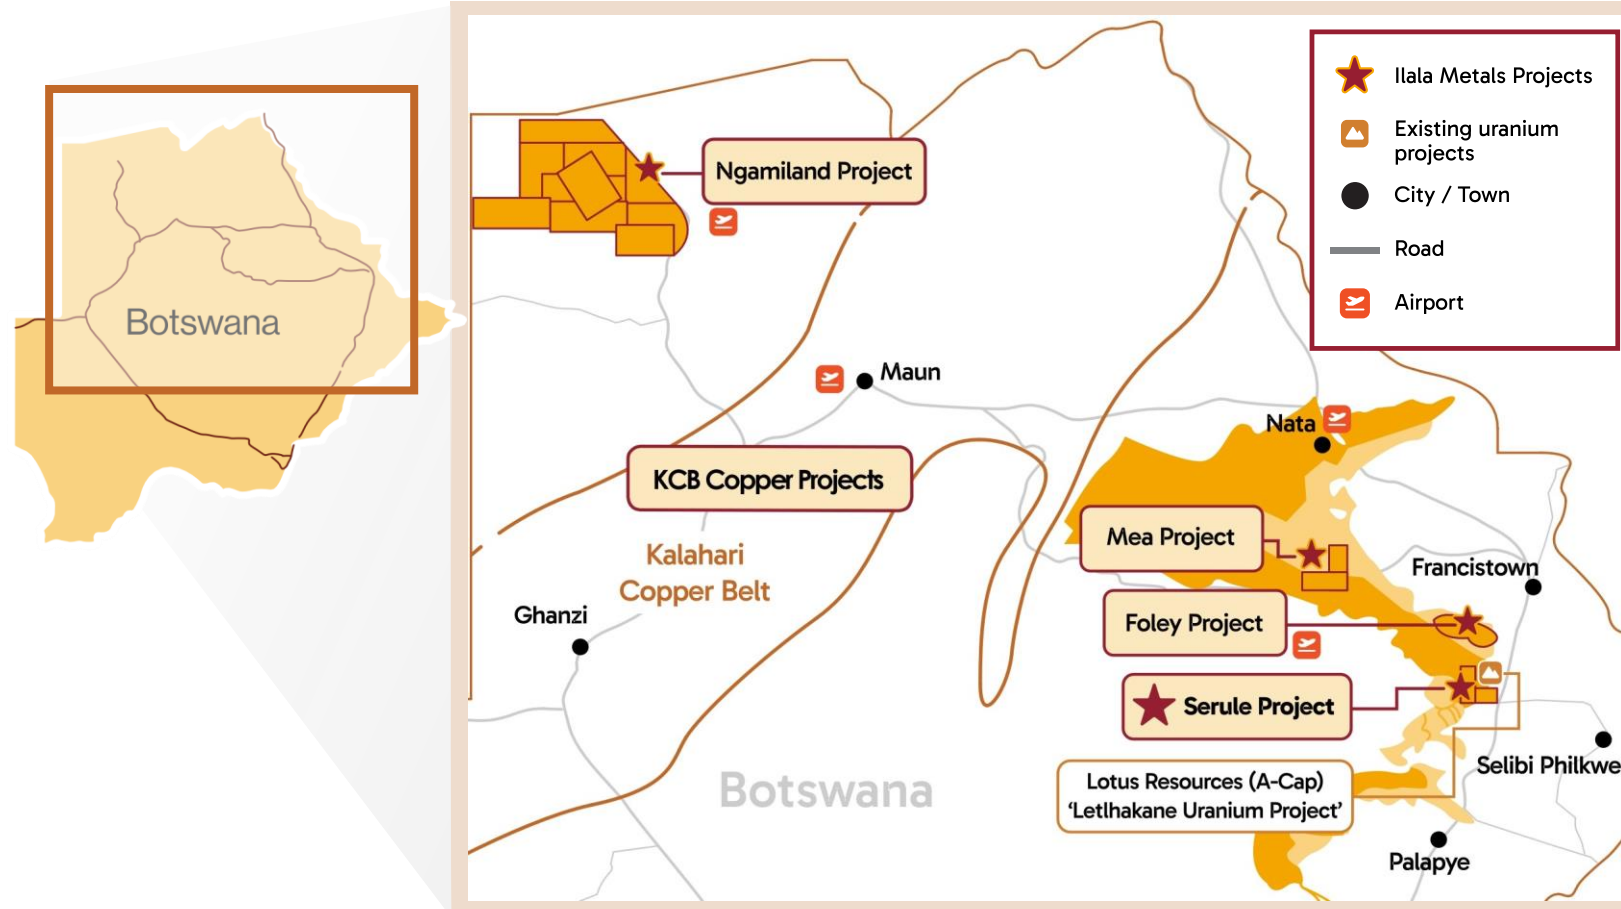 Botswana
Ilala Metals Projects
Existing uranium
projects
City / Town
Road
Airport
Ngamiland Project
Maun
Nata
KCB Copper Projects
Mea Project
Kalahari
Copper Belt
Francistown
Ghanzi
Foley Project
Serule Project
Selibi Philkwe
Botswana
Lotus Resources (A-Cap)
‘Letlhakane Uranium Project’
Palapye